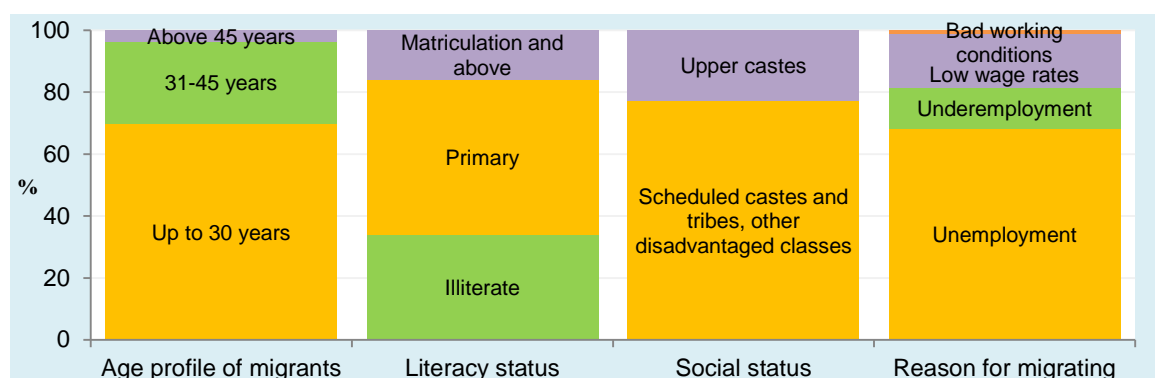 100
80
60
40
20
0
%
Above 45 years
31-45 years
Up to 30 years
Matriculation and
above
Primary
Illiterate
Upper castes
Scheduled castes and
tribes, other
disadvantaged classes
Bad working
conditions
Low wage rates
Underemployment
Unemployment
Age profile of migrants
Literacy status
Social status
Reason for migrating